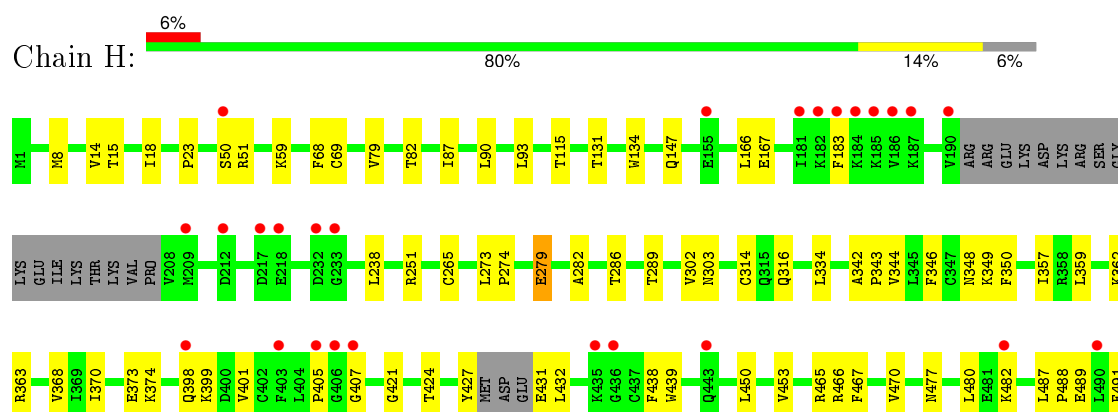 6%
Chain H:
80% 14% 6%
M1 M8 V14 T15 I18 P23 S50 R51 K59 F68 C69 V79 T82 I87 L90 L93 T115 T131 W134 Q147 E155 L166 E167 I181 K182 F183 K184 K185 V186 K187 V190 ARG ARG GLU LYS ASP LYS ARG SER GLY
LYS GLU ILE LYS THR LYS VAL PRO V208 M209 D212 D217 E218 D232 G233 L238 R251 C265 L273 P274 E279 A282 T286 T289 V302 N303 C314 Q315 Q316 L334 A342 P343 V344 L345 F346 C347 N348 K349 F350 I357 R358 L359 K362
R363 V368 I369 I370 E373 K374 Q398 K399 D400 V401 C402 F403 L404 P405 G406 G407 G421 T424 Y427 MET ASP GLU E431 L432 K435 G436 C437 F438 W439 Q443 L450 V453 R465 R466 F467 V470 N477 L480 E481 K482 L487 P488 E489 L490